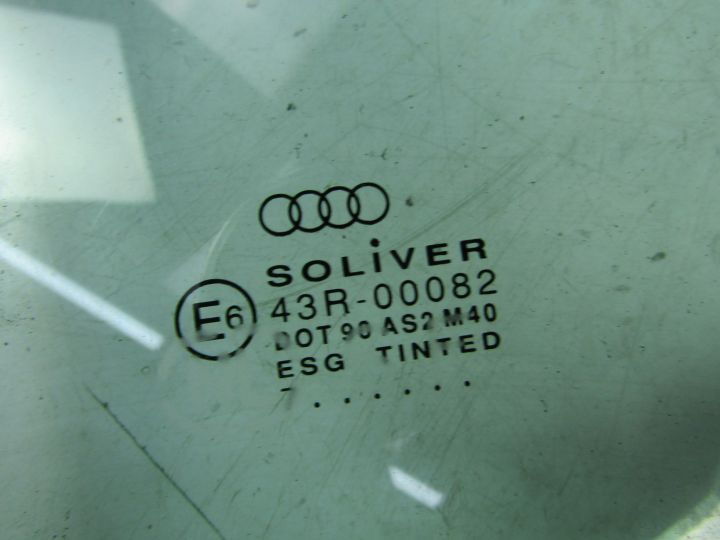 SOLiVER
E6 43R-00082
DOT 90 AS2 M40
ESG TINTED